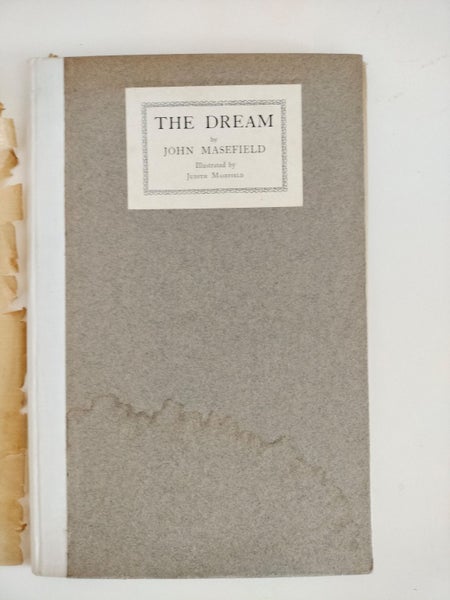 THE DREAM
by
JOHN MASEFIELD
Illustrated by
JUDITH MASEFIELD